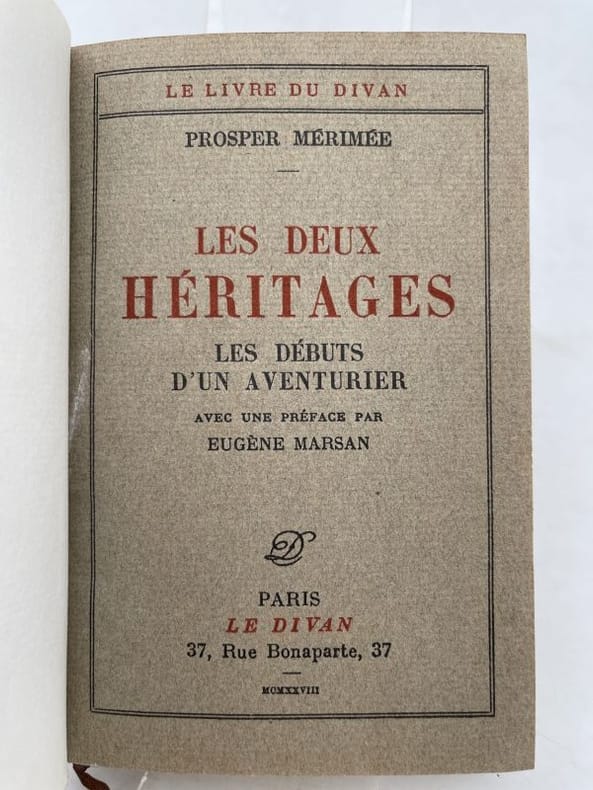 LE LIVRE DU DIVAN
PROSPER MÉRIMÉE
LES DEUX
HÉRITAGES
LES DÉBUTS
D'UN AVENTURIER
AVEC UNE PRÉFACE PAR
EUGÈNE MARSAN
D
PARIS
LE DIVAN
37, Rue Bonaparte, 37
MCMXXVIII